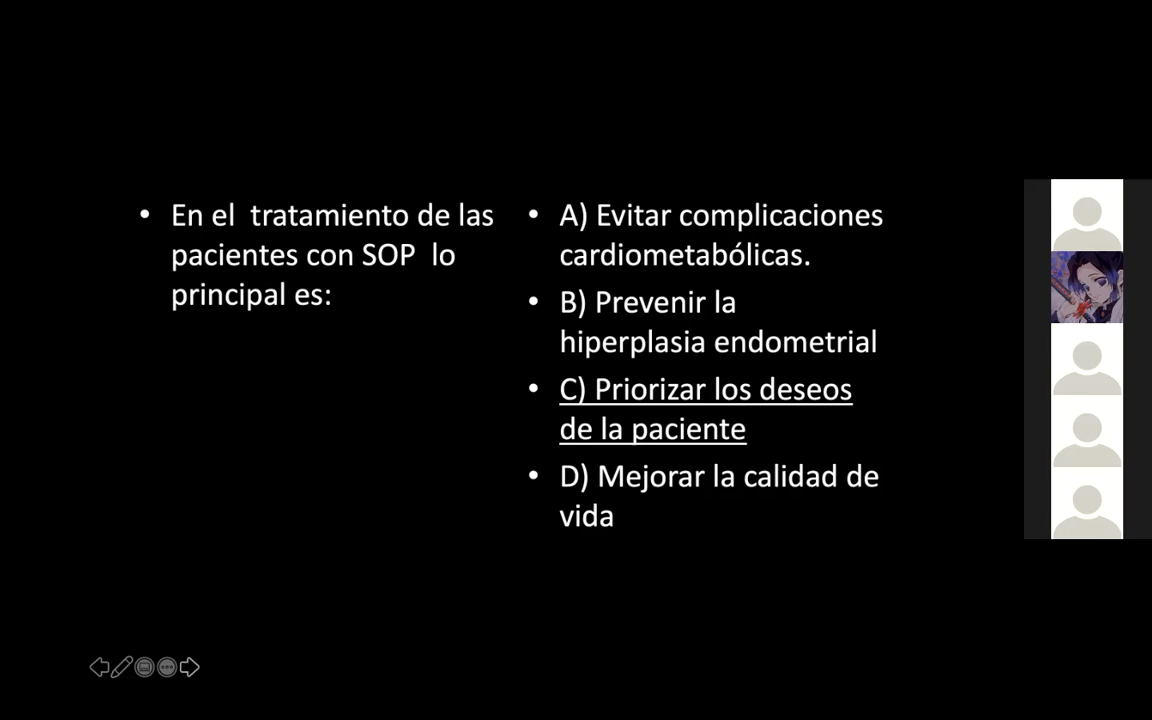 • En el  tratamiento de las
pacientes con SOP  lo
principal es:
• A) Evitar complicaciones
cardiometabólicas.
• B) Prevenir la
hiperplasia endometrial
• C) Priorizar los deseos
de la paciente
• D) Mejorar la calidad de
vida